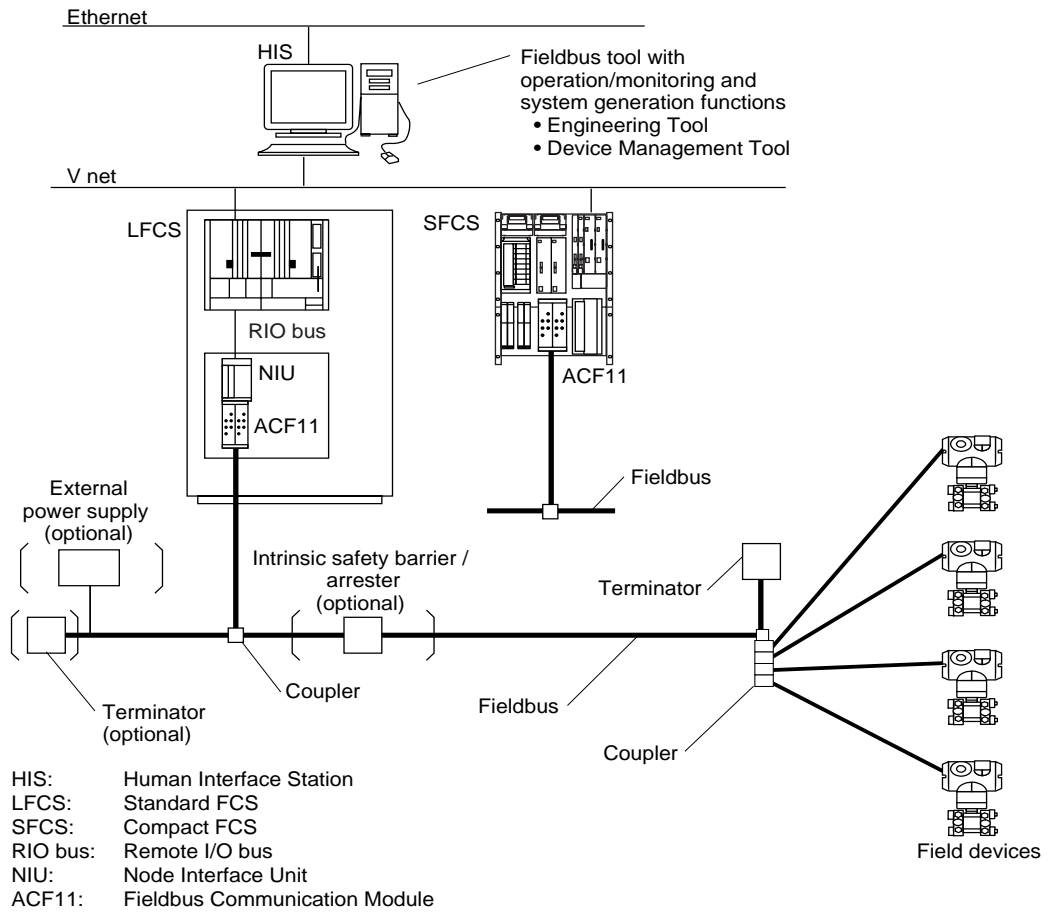 Ethernet
HIS
Fieldbus tool with
operation/monitoring and
system generation functions
• Engineering Tool
• Device Management Tool
V net
LFCS
SFCS
RIO bus
NIU
ACF11
ACF11
Fieldbus
External
power supply
(optional)
Intrinsic safety barrier /
arrester
(optional)
Terminator
Coupler
Terminator
(optional)
Fieldbus
Coupler
Field devices
HIS: Human Interface Station
LFCS: Standard FCS
SFCS: Compact FCS
RIO bus: Remote I/O bus
NIU: Node Interface Unit
ACF11: Fieldbus Communication Module